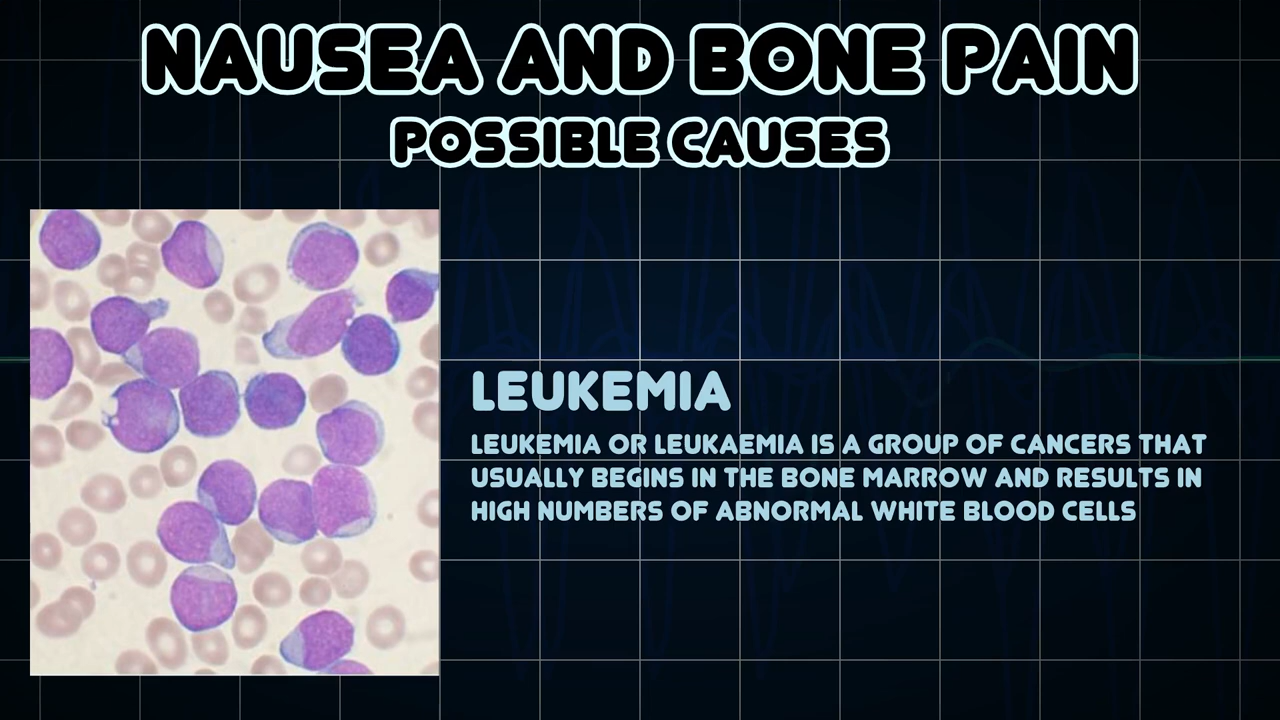 NAUSEA AND BONE PAIN
POSSIBLE CAUSES
LEUKEMIA
LEUKEMIA OR LEUKAEMIA IS A GROUP OF CANCERS THAT
USUALLY BEGINS IN THE BONE MARROW AND RESULTS IN
HIGH NUMBERS OF ABNORMAL WHITE BLOOD CELLS